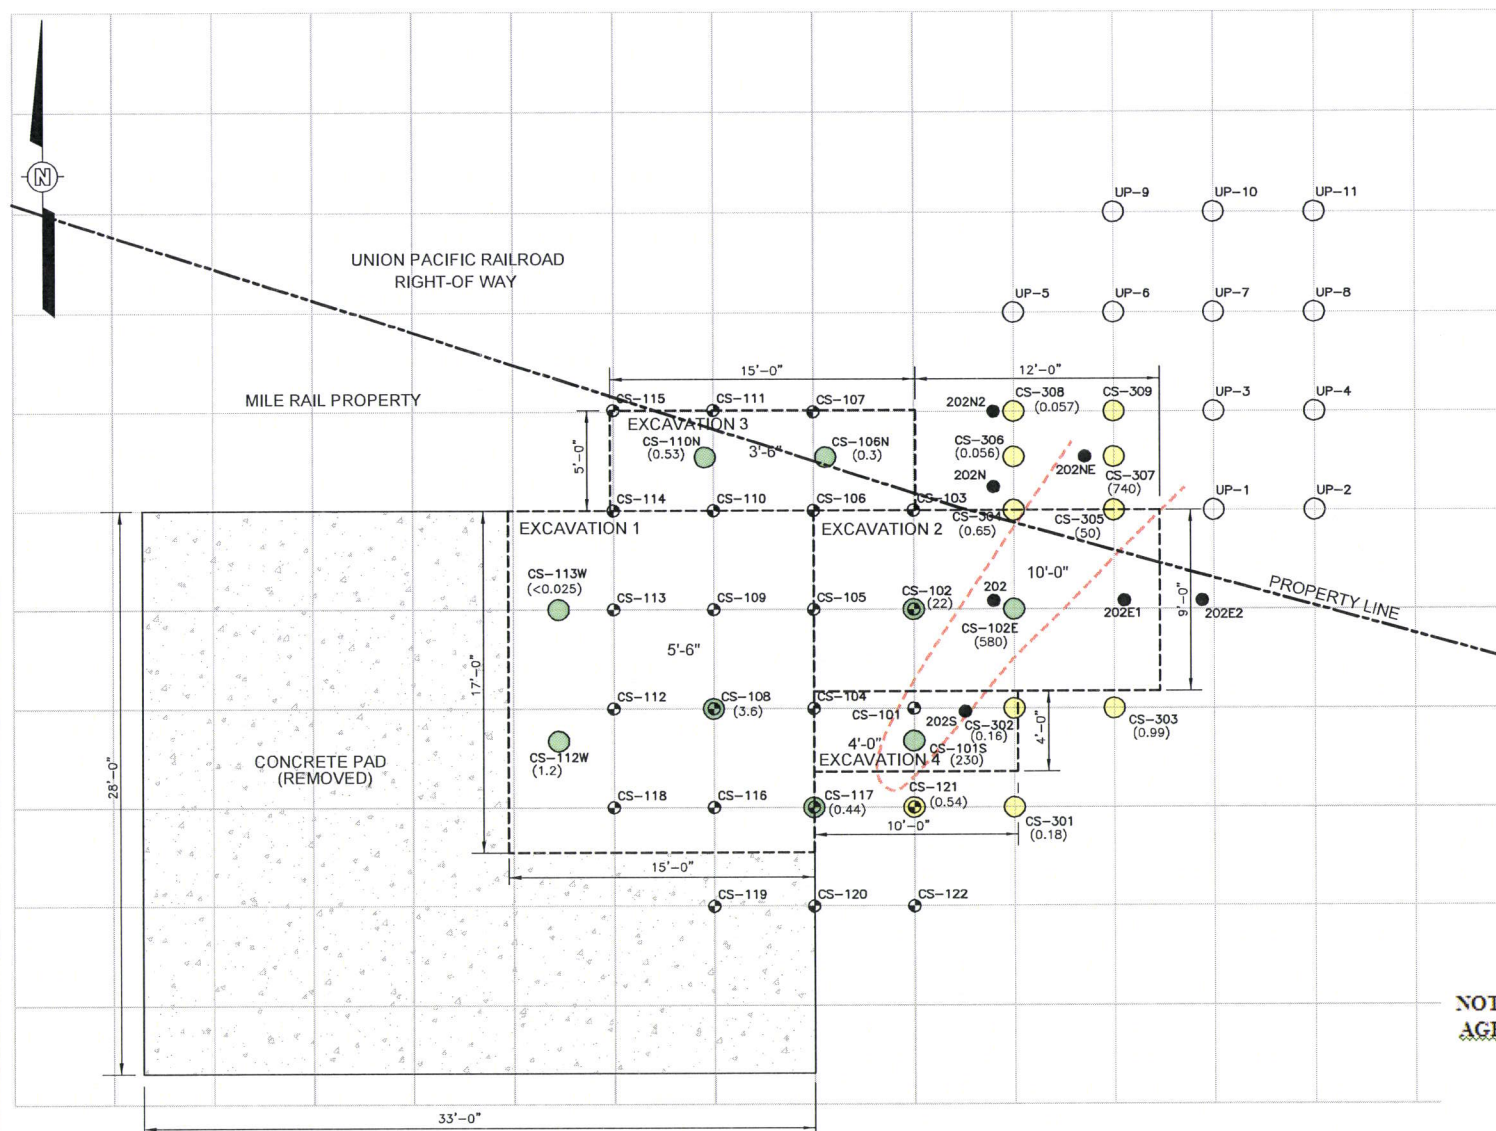 N
UP-9
UP-10
UP-11
UNION PACIFIC RAILROAD
RIGHT-OF WAY
UP-5
UP-6
UP-7
UP-8
15'-0"
12'-0"
MILE RAIL PROPERTY
CS-115
CS-111
CS-107
202N2
CS-308
(0.057)
CS-309
UP-3
UP-4
EXCAVATION 3
5'-0"
CS-110N
(0.53)
3'-6"
CS-106N
(0.3)
CS-306
(0.056)
202N
202NE
CS-307
(740)
CS-114
CS-110
CS-106
CS-103
UP-1
UP-2
EXCAVATION 1
EXCAVATION 2
CS-304
(0.65)
CS-305
(50)
CS-113W
(<0.025)
CS-113
CS-109
CS-105
CS-102
(22)
202
10'-0"
PROPERTY LINE
CS-102E
(580)
202E1
9'-0"
202E2
5'-6"
17'-0"
CS-112
CS-108
(3.6)
CS-104
CS-101
202S
CS-302
(0.16)
4'-0"
CS-303
(0.99)
CONCRETE PAD
(REMOVED)
28'-0"
CS-112W
(1.2)
4'-0"
CS-101S
(230)
EXCAVATION 4
CS-118
CS-116
CS-117
(0.44)
CS-121
(0.54)
10'-0"
CS-301
(0.18)
15'-0"
CS-119
CS-120
CS-122
NOT
33'-0"